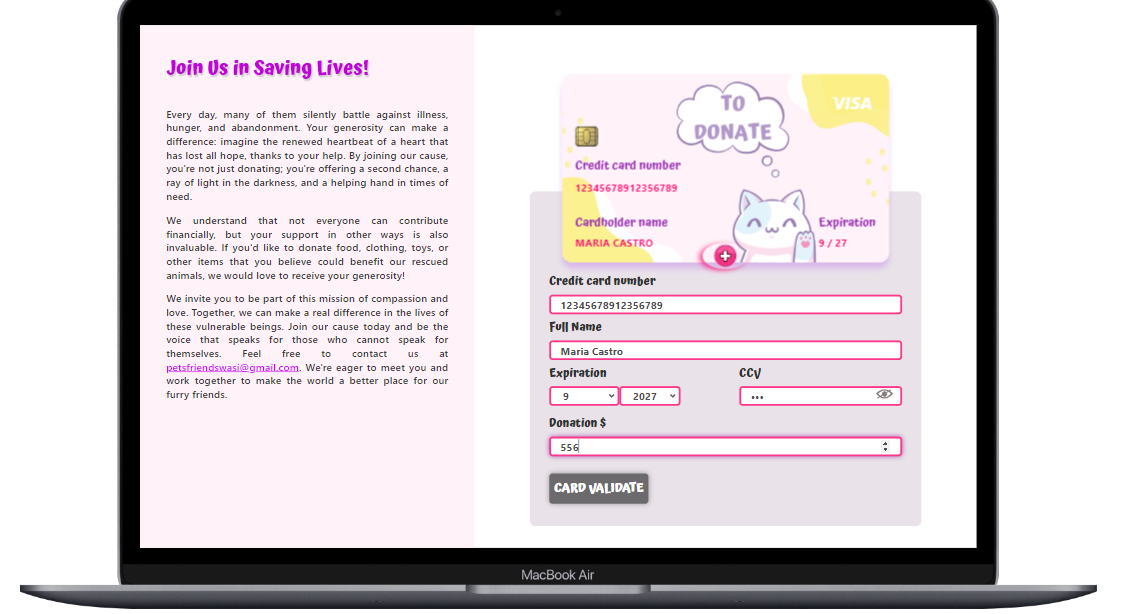 Join Us in Saving Lives!
Every day, many of them silently battle against illness,
hunger, and abandonment. Your generosity can make a
difference: imagine the renewed heartbeat of a heart that
has lost all hope, thanks to your help. By joining our cause,
you're not just donating; you're offering a second chance, a
ray of light in the darkness, and a helping hand in times of
need.
We understand that not everyone can contribute
financially, but your support in other ways is also
invaluable. If you'd like to donate food, clothing, toys, or
other items that you believe could benefit our rescued
animals, we would love to receive your generosity!
We invite you to be part of this mission of compassion and
love. Together, we can make a real difference in the lives of
these vulnerable beings. Join our cause today and be the
voice that speaks for those who cannot speak for
themselves. Feel free to contact us at
petsfriendswasi@gmail.com. We're eager to meet you and
work together to make the world a better place for our
furry friends.
TO
DONATE
VISA
Credit card number
12345678912356789
Cardholder name
Expiration
MARIA CASTRO
9 / 27
Credit card number
12345678912356789
Full Name
Maria Castro
Expiration
CCV
9
2027
•••
Donation $
556
CARD VALIDATE
MacBook Air